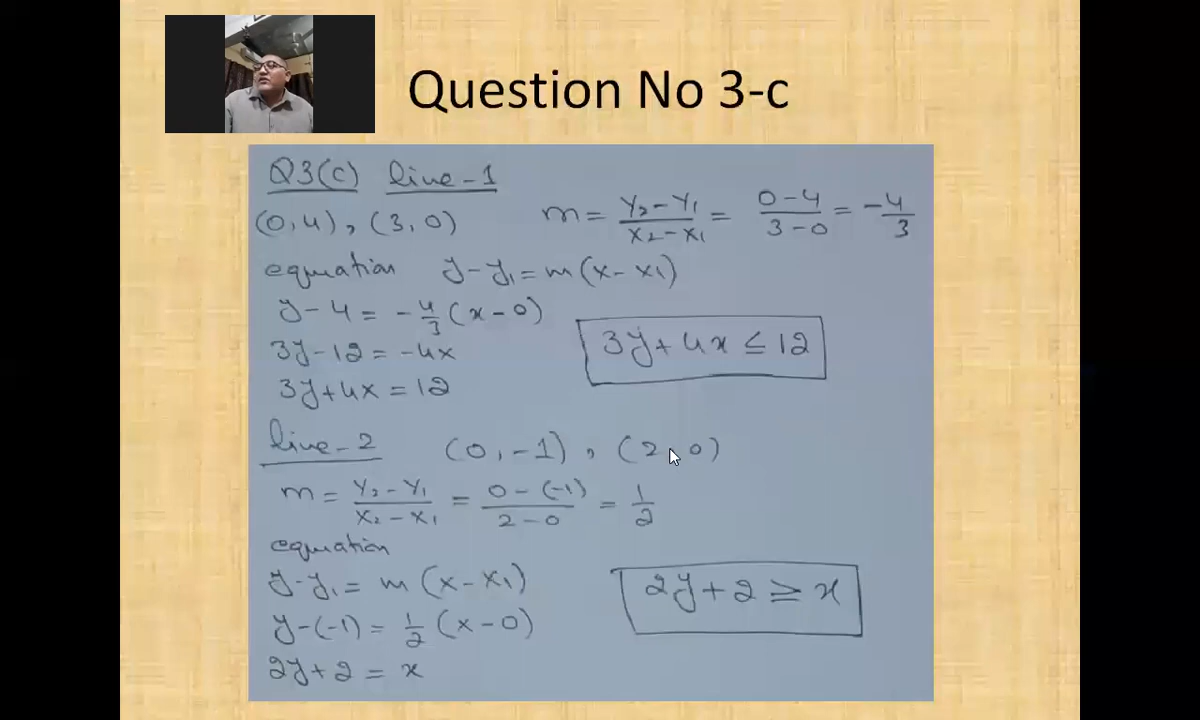 Question No 3-c
Q3(c) line-1
(0,4), (3,0) m = Y₂-Y₁/X₂-X₁ = 0-4/3-0 = -4/3
equation y-y₁ = m(x-x₁)
y-4 = -4/3(x-0)
3y-12 = -4x
3y+4x ≤ 12
3y+4x = 12
line-2 (0,-1), (2,0)
m = Y₂-Y₁/X₂-X₁ = 0-(-1)/2-0 = 1/2
equation
y-y₁ = m(x-x₁)
2y+2 ≥ x
y-(-1) = 1/2(x-0)
2y+2 = x